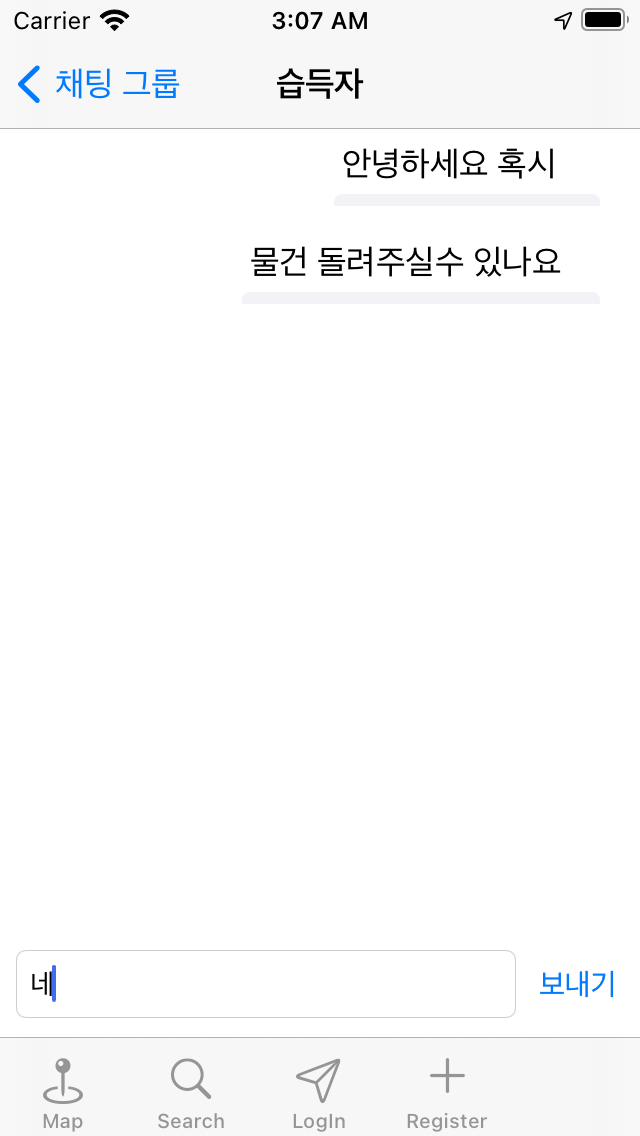 Carrier 3:07 AM
채팅 그룹 습득자
안녕하세요 혹시
물건 돌려주실수 있나요
네 보내기
Map Search LogIn Register